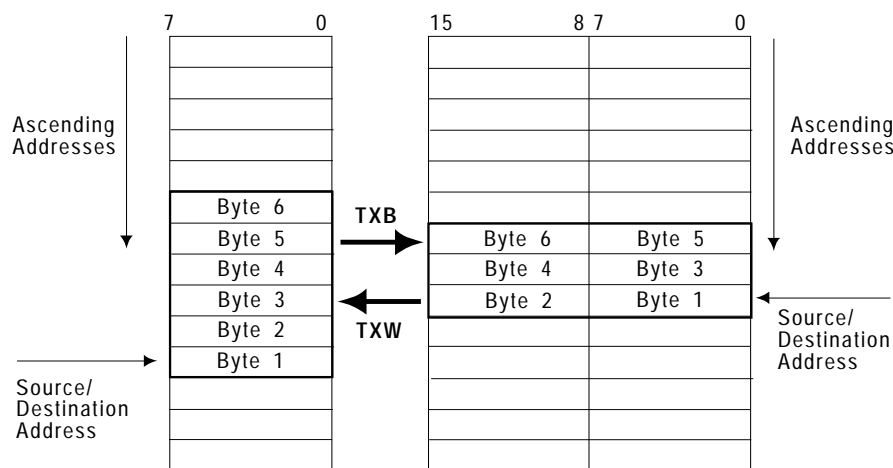 7 0 15 8 7 0
Ascending
Addresses
Ascending
Addresses
Byte 6
Byte 5
Byte 4
Byte 3
Byte 2
Byte 1
TXB
TXW
Byte 6 Byte 5
Byte 4 Byte 3
Byte 2 Byte 1
Source/
Destination
Address
Source/
Destination
Address